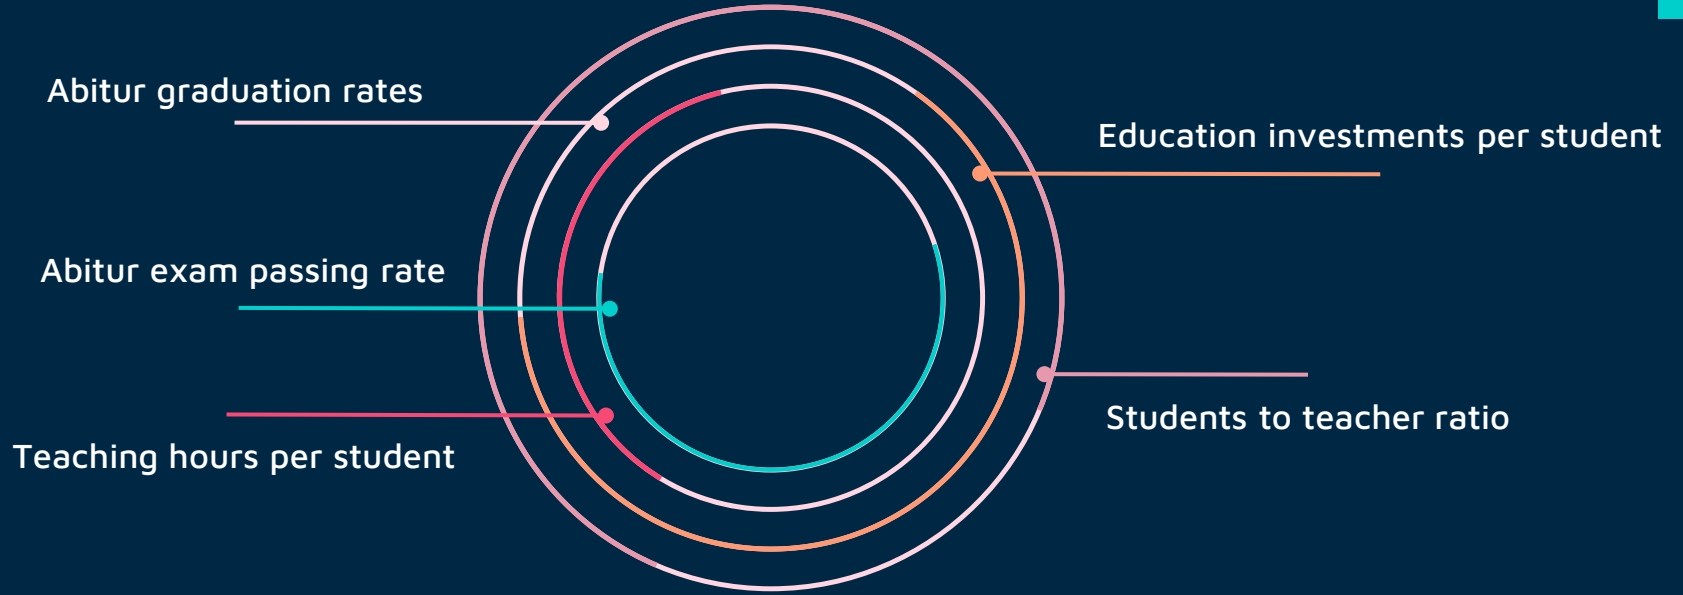 Abitur graduation rates
Education investments per student
Abitur exam passing rate
Students to teacher ratio
Teaching hours per student